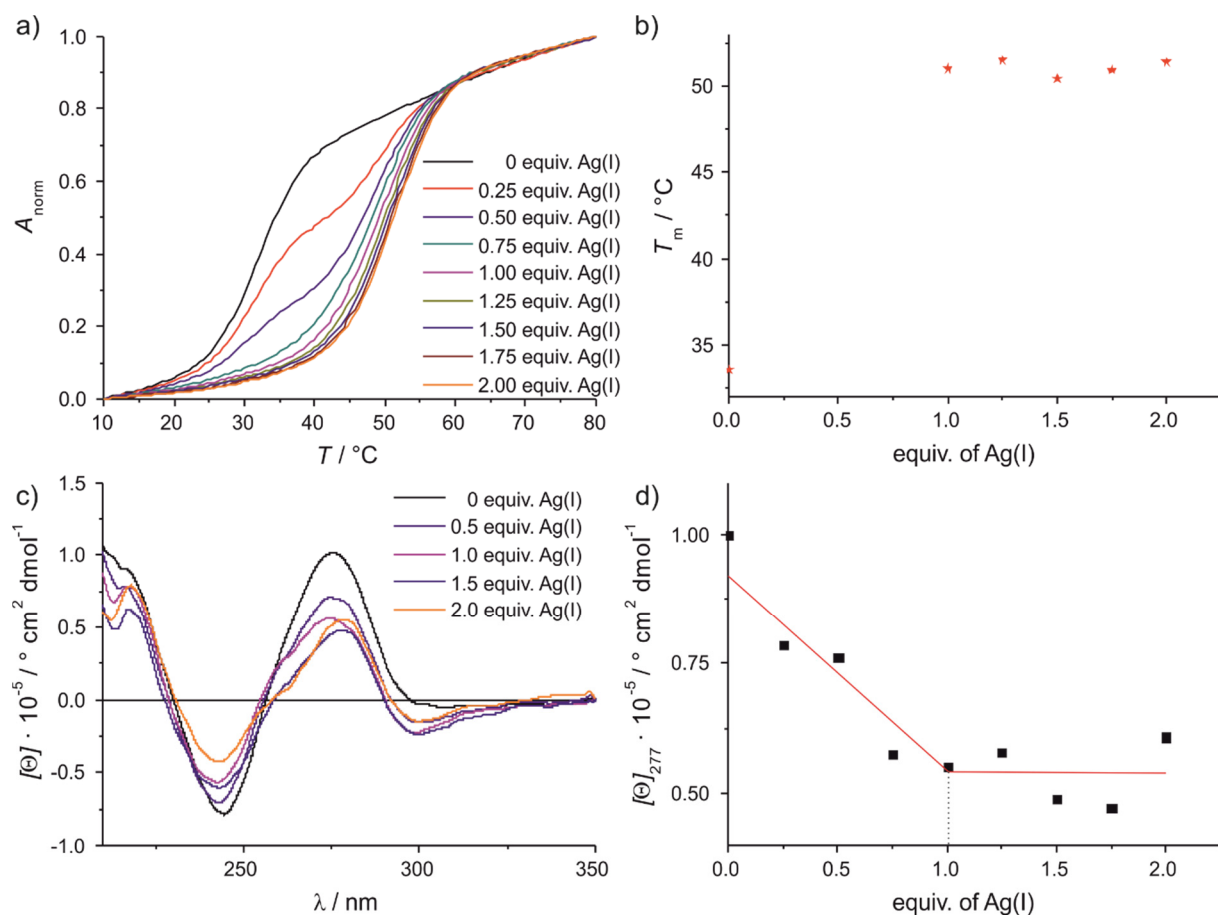 a)
1.0
0.8
0.6
0.4
0.2
0.0
A norm
10 20 30 40 50 60 70 80
T / °C
0 equiv. Ag(I)
0.25 equiv. Ag(I)
0.50 equiv. Ag(I)
0.75 equiv. Ag(I)
1.00 equiv. Ag(I)
1.25 equiv. Ag(I)
1.50 equiv. Ag(I)
1.75 equiv. Ag(I)
2.00 equiv. Ag(I)
b)
50
45
40
35
Tm / °C
0.0 0.5 1.0 1.5 2.0
equiv. of Ag(I)
c)
1.5
1.0
0.5
0.0
-0.5
-1.0
[Θ] · 10⁻⁵ / ° cm² dmol⁻¹
250 300 350
λ / nm
0 equiv. Ag(I)
0.5 equiv. Ag(I)
1.0 equiv. Ag(I)
1.5 equiv. Ag(I)
2.0 equiv. Ag(I)
d)
1.00
0.75
0.50
[Θ]₂₇₇ · 10⁻⁵ / ° cm² dmol⁻¹
0.0 0.5 1.0 1.5 2.0
equiv. of Ag(I)